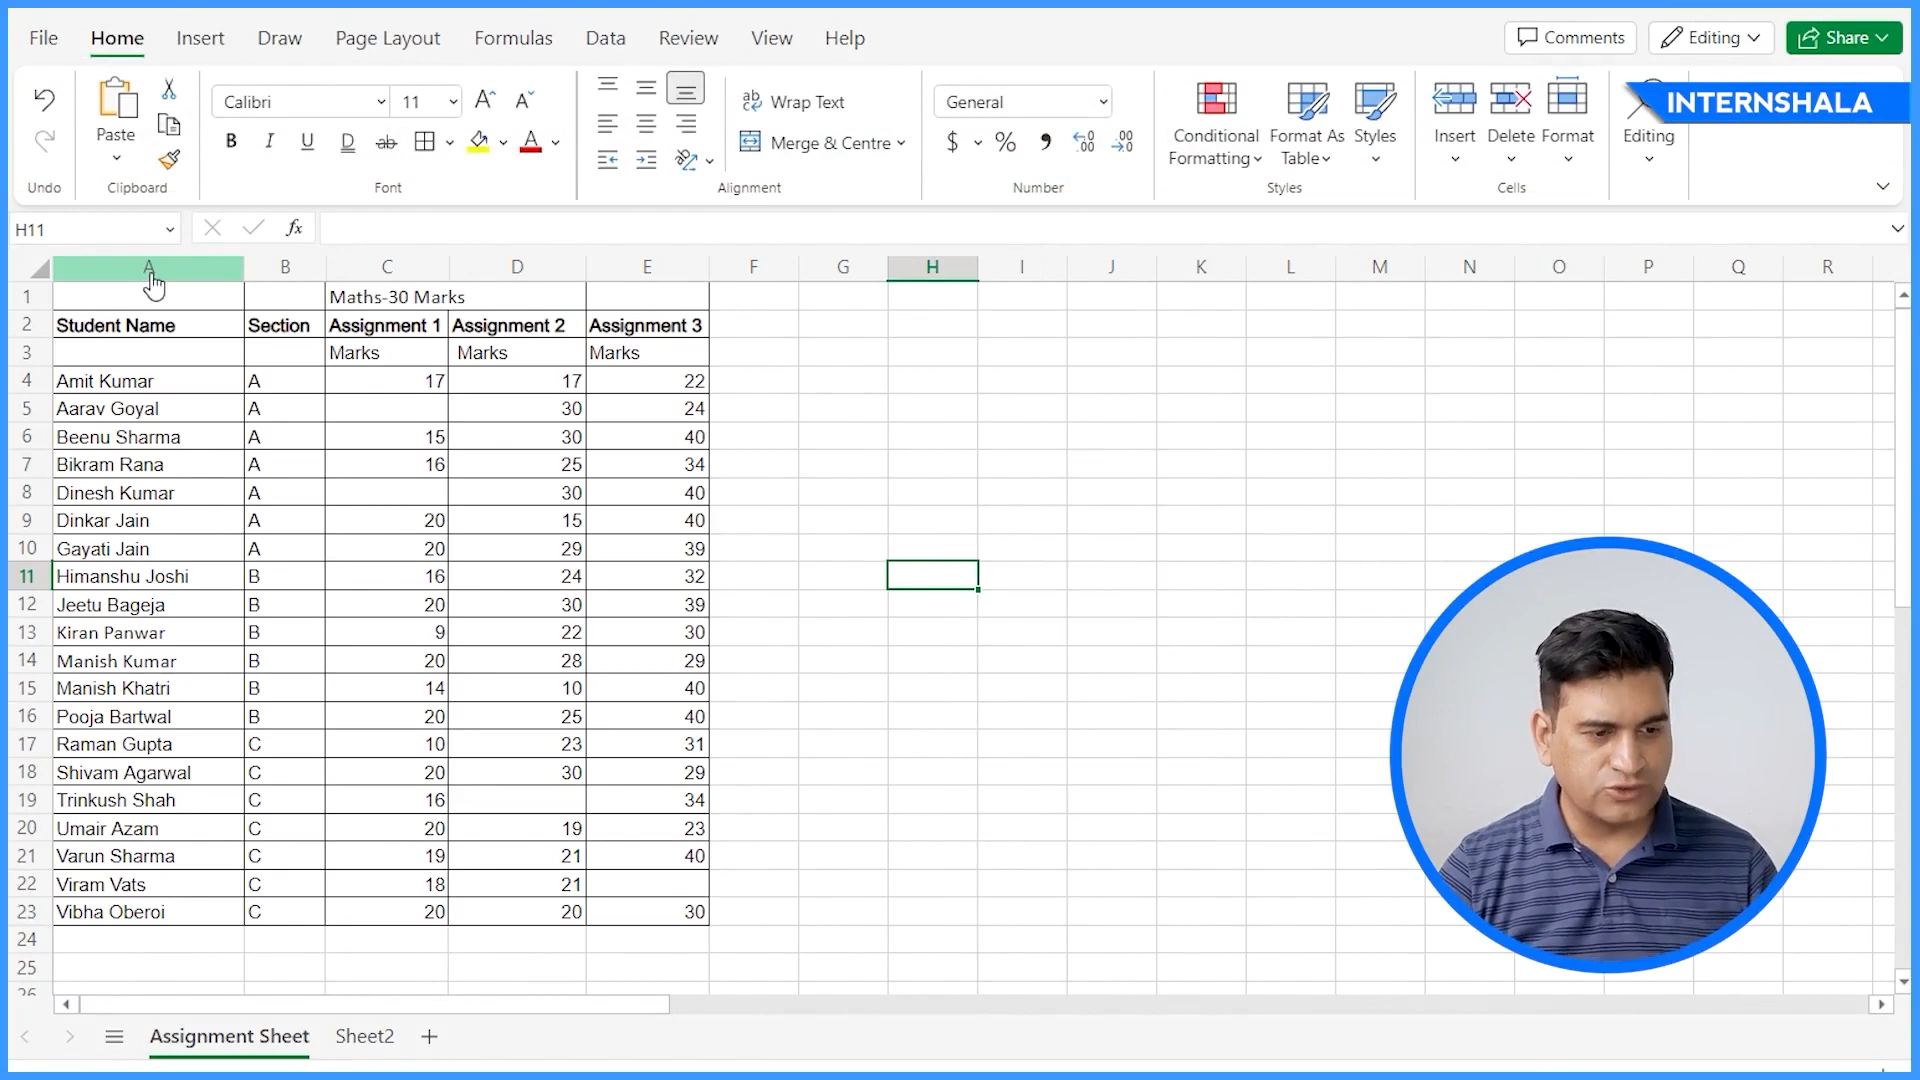 File Home Insert Draw Page Layout Formulas Data Review View Help Comments Editing Share
INTERNSHALA
Calibri 11 Wrap Text General
Paste Merge & Centre $ % Conditional Formatting Format As Table Styles Insert Delete Format Editing
Undo Clipboard Font Alignment Number Styles Cells
H11 fx
A B C D E F G H I J K L M N O P Q R
1 Maths-30 Marks
2 Student Name Section Assignment 1 Assignment 2 Assignment 3
3 Marks Marks Marks
4 Amit Kumar A 17 17 22
5 Aarav Goyal A 30 24
6 Beenu Sharma A 15 30 40
7 Bikram Rana A 16 25 34
8 Dinesh Kumar A 30 40
9 Dinkar Jain A 20 15 40
10 Gayati Jain A 20 29 39
11 Himanshu Joshi B 16 24 32
12 Jeetu Bageja B 20 30 39
13 Kiran Panwar B 9 22 30
14 Manish Kumar B 20 28 29
15 Manish Khatri B 14 10 40
16 Pooja Bartwal B 20 25 40
17 Raman Gupta C 10 23 31
18 Shivam Agarwal C 20 30 29
19 Trinkush Shah C 16 34
20 Umair Azam C 20 19 23
21 Varun Sharma C 19 21 40
22 Viram Vats C 18 21
23 Vibha Oberoi C 20 20 30
24
25
26
Assignment Sheet Sheet2